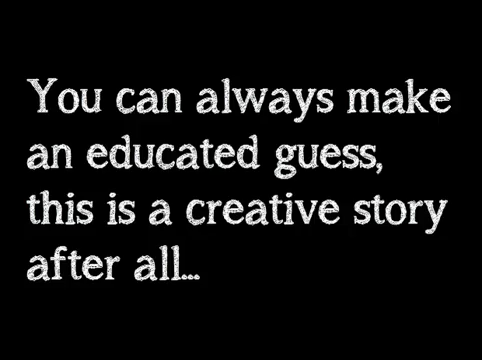 You can always make
an educated guess,
this is a creative story
after all...